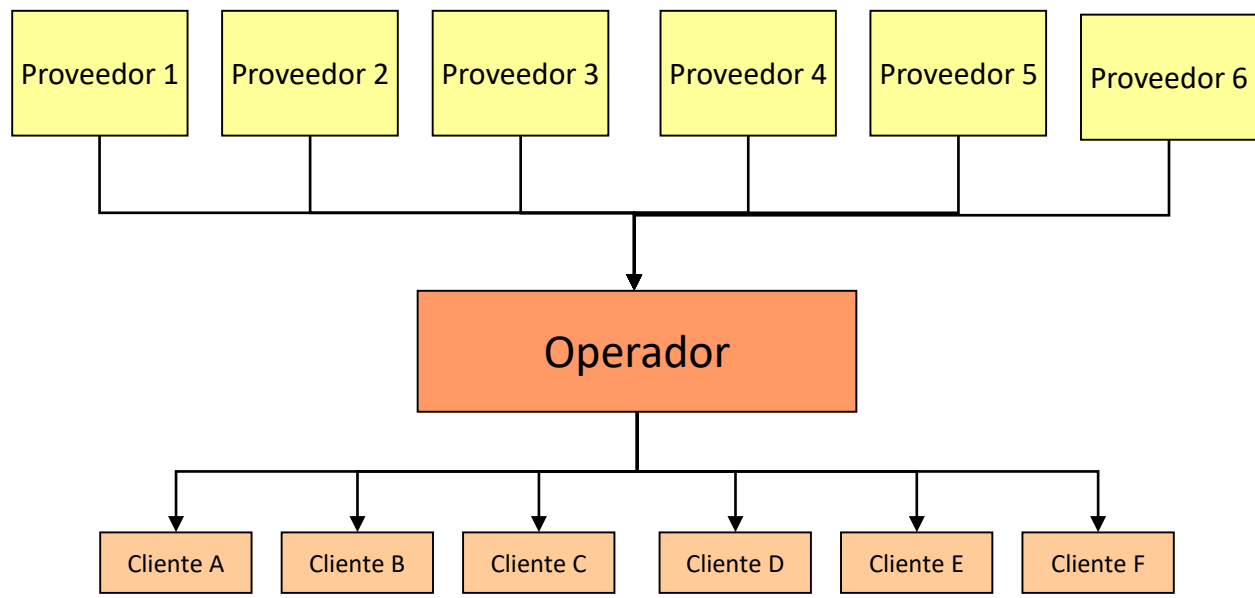 Proveedor 1
Proveedor 2
Proveedor 3
Proveedor 4
Proveedor 5
Proveedor 6
Operador
Cliente A
Cliente B
Cliente C
Cliente D
Cliente E
Cliente F